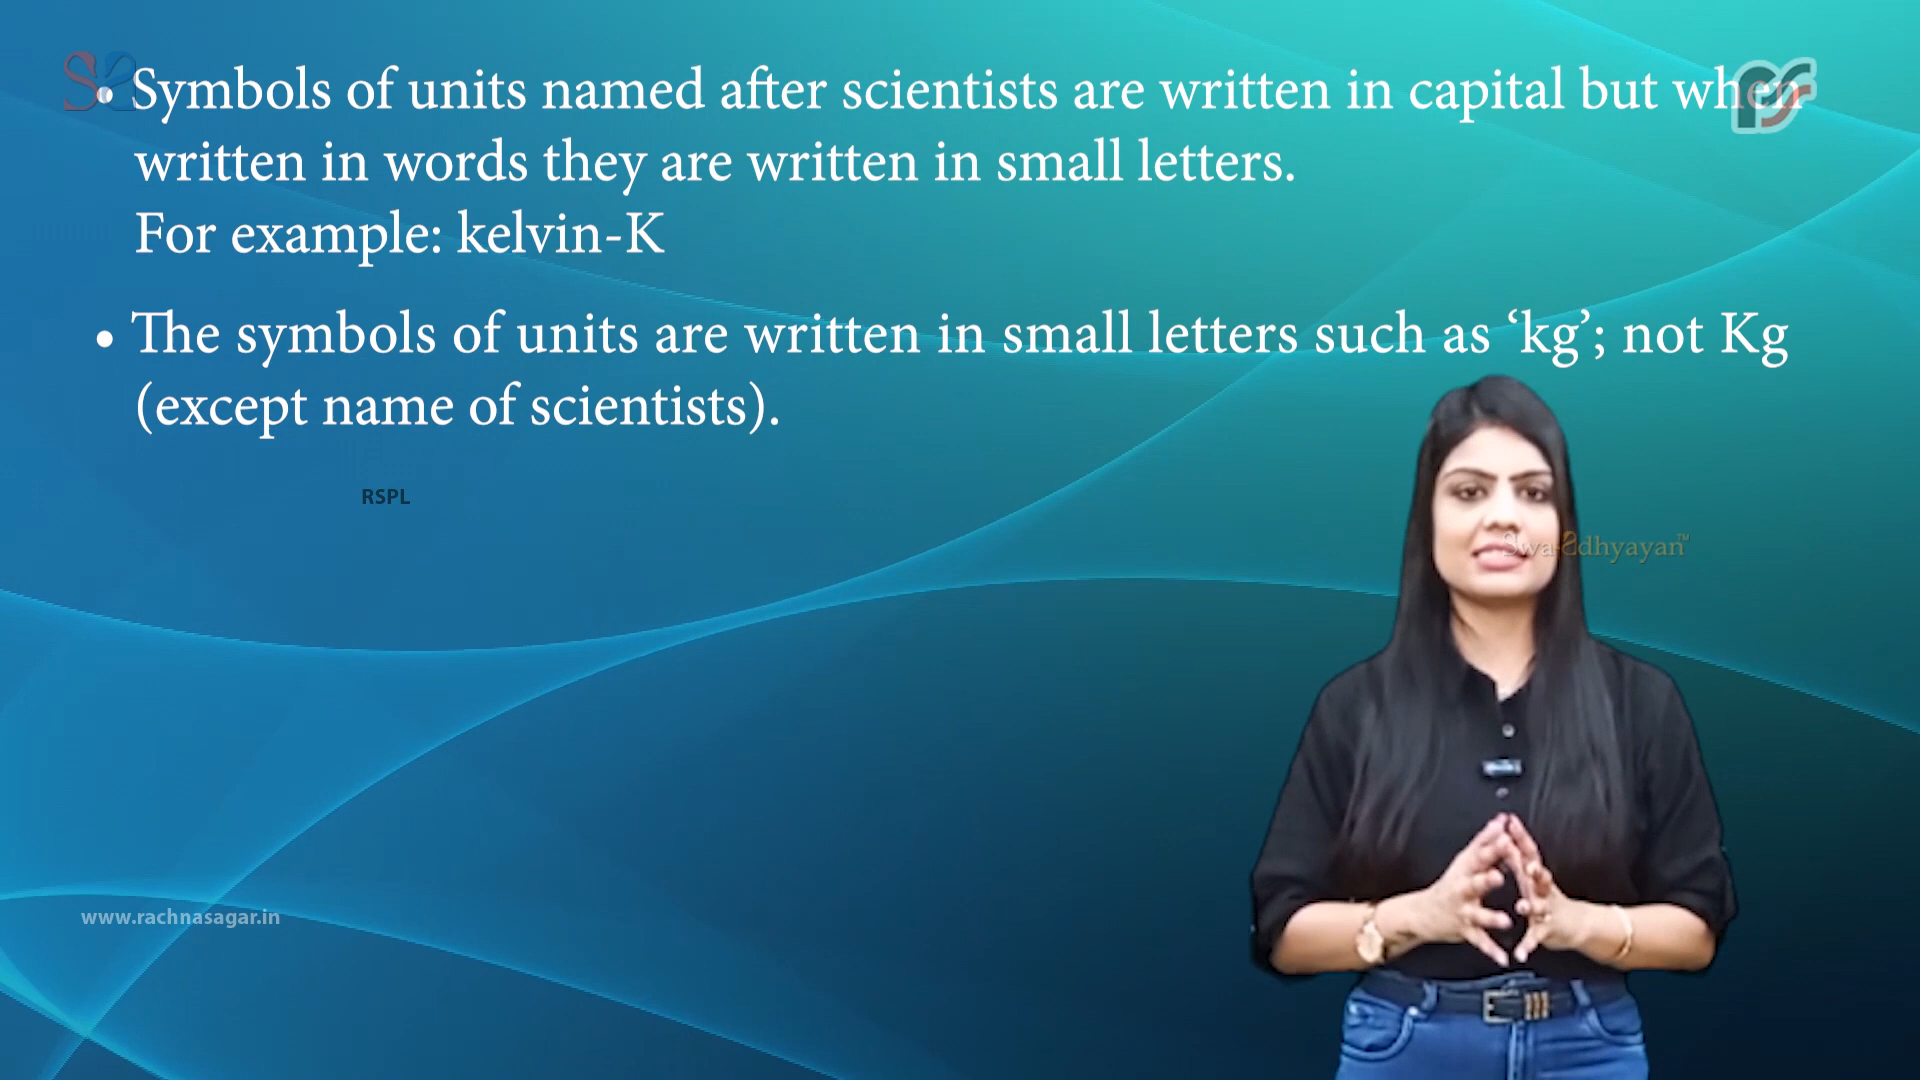 • Symbols of units named after scientists are written in capital but when
written in words they are written in small letters.
For example: kelvin-K
• The symbols of units are written in small letters such as ‘kg’; not Kg
(except name of scientists).
RSPL
Swa-adhyayan™
www.rachnasagar.in